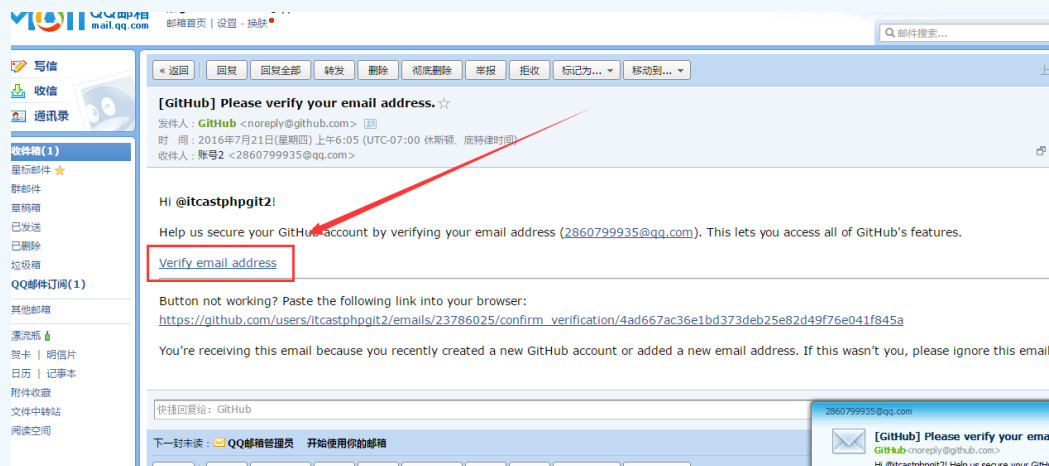 QQ邮箱
mail.qq.com
邮箱首页 | 设置 - 换肤
邮件搜索...
写信
收信
通讯录
收件箱(1)
星标邮件
群邮件
草稿箱
已发送
已删除
垃圾箱
QQ邮件订阅(1)
其他邮箱
漂流瓶
贺卡 | 明信片
日历 | 记事本
附件收藏
文件中转站
阅读空间
« 返回 回复 回复全部 转发 删除 彻底删除 举报 拒收 标记为... 移动到...
上
[GitHub] Please verify your email address.
发件人:GitHub <noreply@github.com>
时 间:2016年7月21日(星期四) 上午6:05 (UTC-07:00 休斯顿、底特律时间)
收件人:账号2 <2860799935@qq.com>
Hi @itcastphpgit2!
Help us secure your GitHub account by verifying your email address (2860799935@qq.com). This lets you access all of GitHub's features.
Verify email address
Button not working? Paste the following link into your browser:
https://github.com/users/itcastphpgit2/emails/23786025/confirm_verification/4ad667ac36e1bd373deb25e82d49f76e041f845a
You’re receiving this email because you recently created a new GitHub account or added a new email address. If this wasn’t you, please ignore this email
快捷回复给:GitHub
下一封未读:QQ邮箱管理员 开始使用你的邮箱
2860799935@qq.com
[GitHub] Please verify your ema
GitHub<noreply@github.com>
Hi @itcastphpgit2! Help us secure your GitH